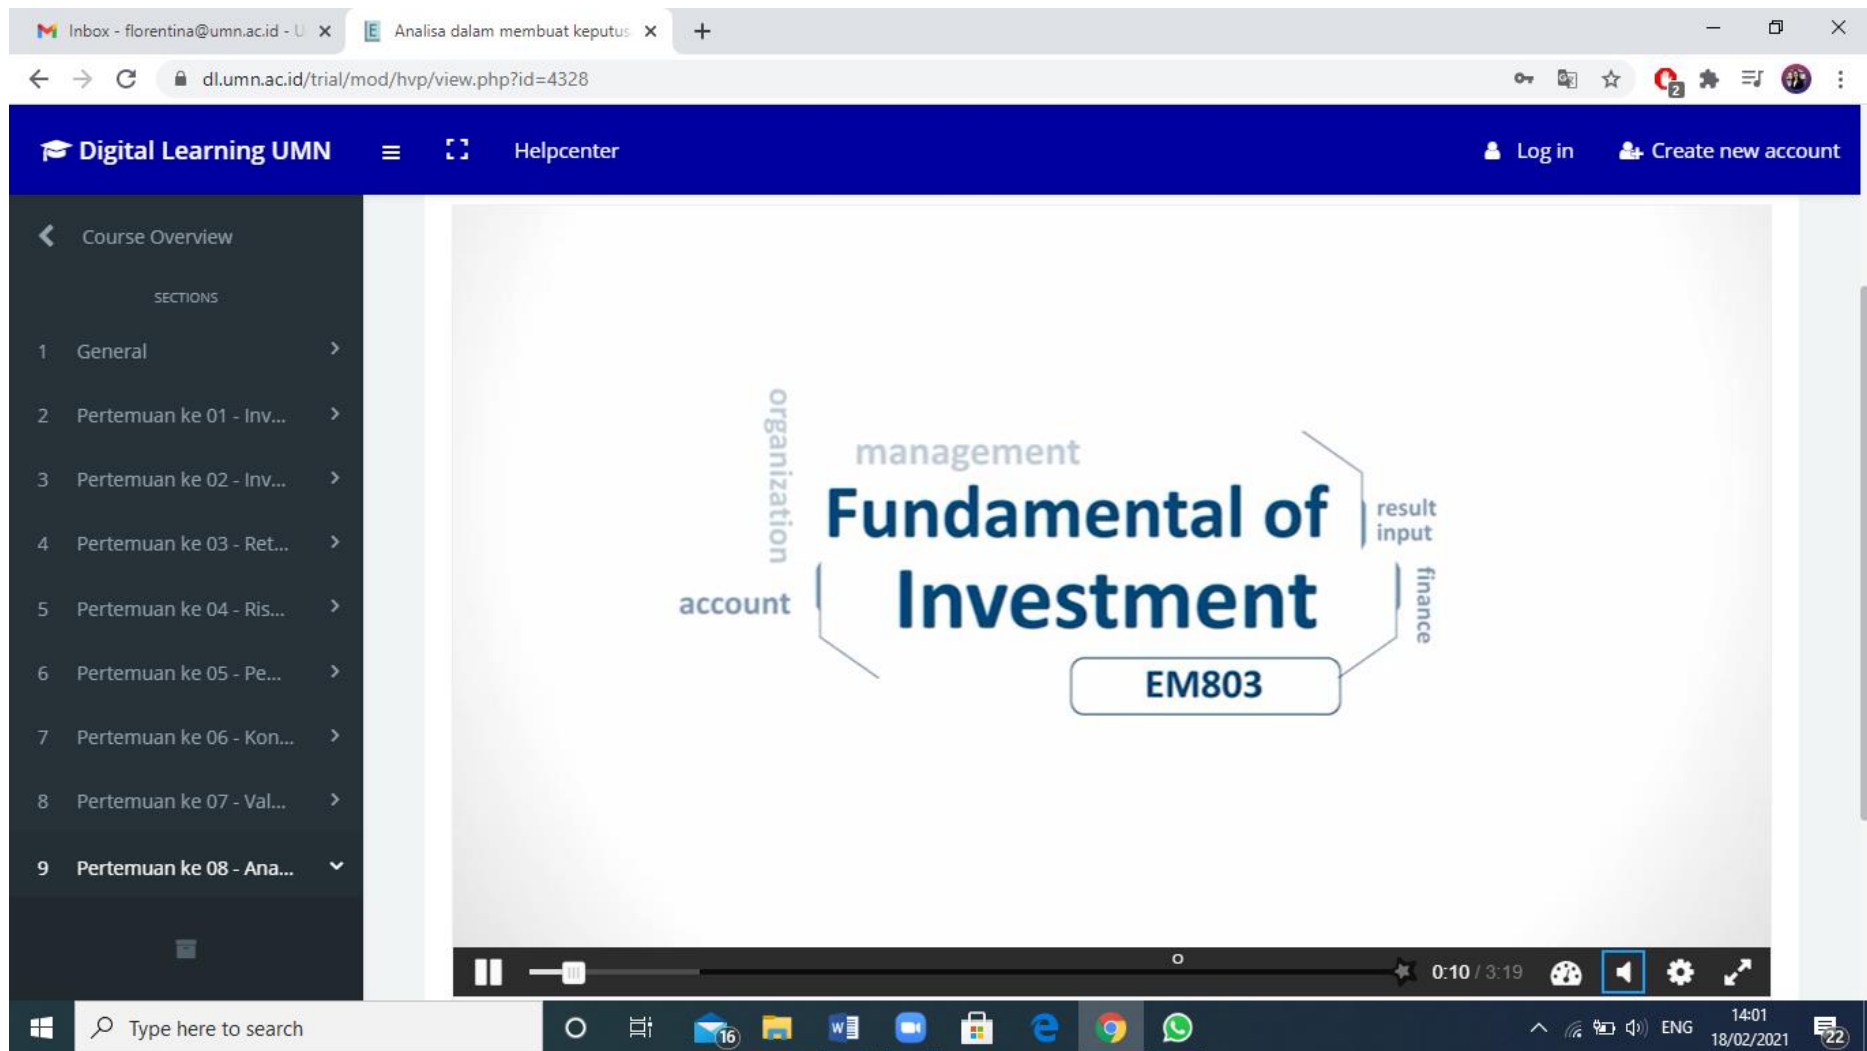 Inbox - florentina@umn.ac.id - U
Analisa dalam membuat keputus
dl.umn.ac.id/trial/mod/hvp/view.php?id=4328
2
Digital Learning UMN
Helpcenter
Log in
Create new account
Course Overview
SECTIONS
1 General
2 Pertemuan ke 01 - Inv...
3 Pertemuan ke 02 - Inv...
4 Pertemuan ke 03 - Ret...
5 Pertemuan ke 04 - Ris...
6 Pertemuan ke 05 - Pe...
7 Pertemuan ke 06 - Kon...
8 Pertemuan ke 07 - Val...
9 Pertemuan ke 08 - Ana...
organization
management
Fundamental of
result
input
account
Investment
finance
EM803
0:10 / 3:19
Type here to search
16
ENG
14:01
18/02/2021
22